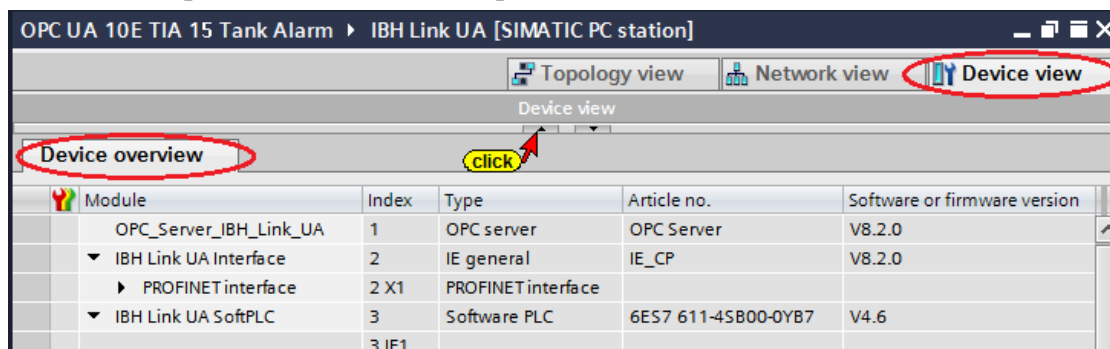 OPC UA 10E TIA 15 Tank Alarm ▸ IBH Link UA [SIMATIC PC station]
Topology view Network view Device view
Device view
Device overview click
Module Index Type Article no. Software or firmware version
OPC_Server_IBH_Link_UA 1 OPC server OPC Server V8.2.0
IBH Link UA Interface 2 IE general IE_CP V8.2.0
PROFINET interface 2 X1 PROFINET interface
IBH Link UA SoftPLC 3 Software PLC 6ES7 611-4SB00-0YB7 V4.6
3 IF1